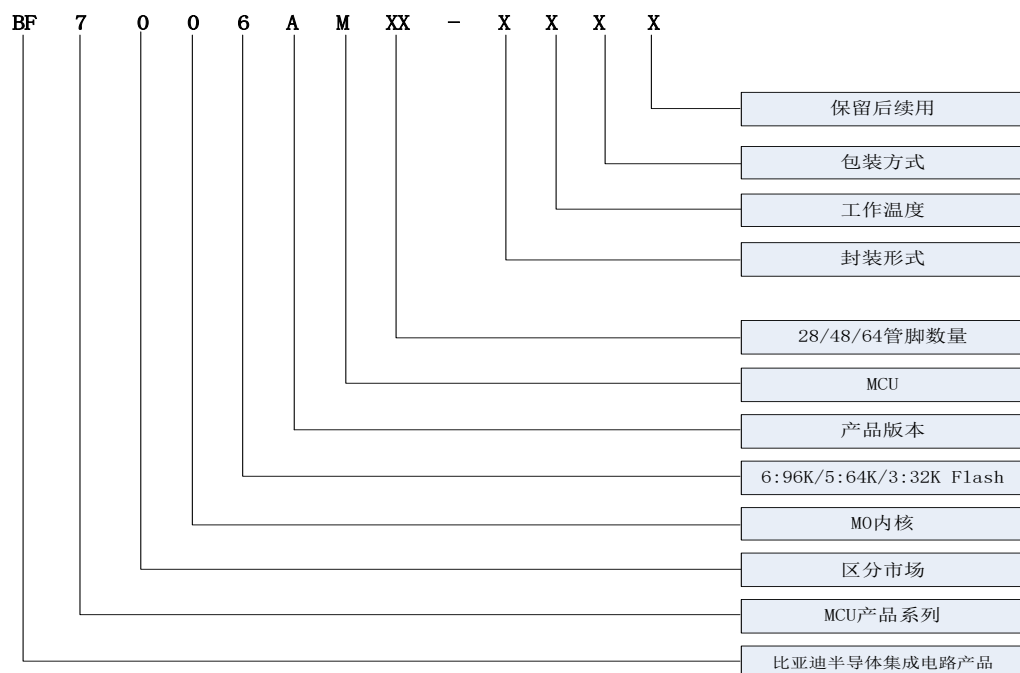 BF 7 0 0 6 A M XX - X X X X
保留后续用
包装方式
工作温度
封装形式
28/48/64管脚数量
MCU
产品版本
6:96K/5:64K/3:32K Flash
MO内核
区分市场
MCU产品系列
比亚迪半导体集成电路产品